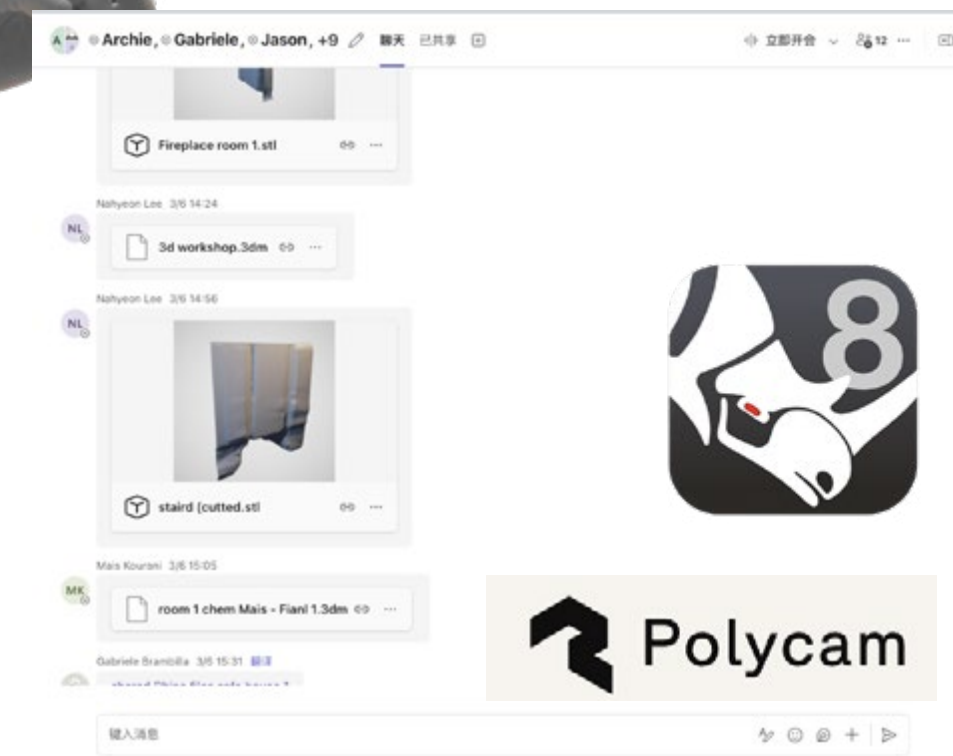 A Archie, Gabriele, Jason, +9 聊天 已共享
立即开会 12 ...
Fireplace room 1.stl ...
Nahyeon Lee 3/6 14:24
NL
3d workshop.3dm ...
Nahyeon Lee 3/6 14:56
NL
staird (cutted.stl ...
8
Mais Kourani 3/6 15:05
MK
room 1 chem Mais - Fianl 1.3dm ...
Polycam
Gabriele Brambilla 3/6 15:31 翻译
键入消息